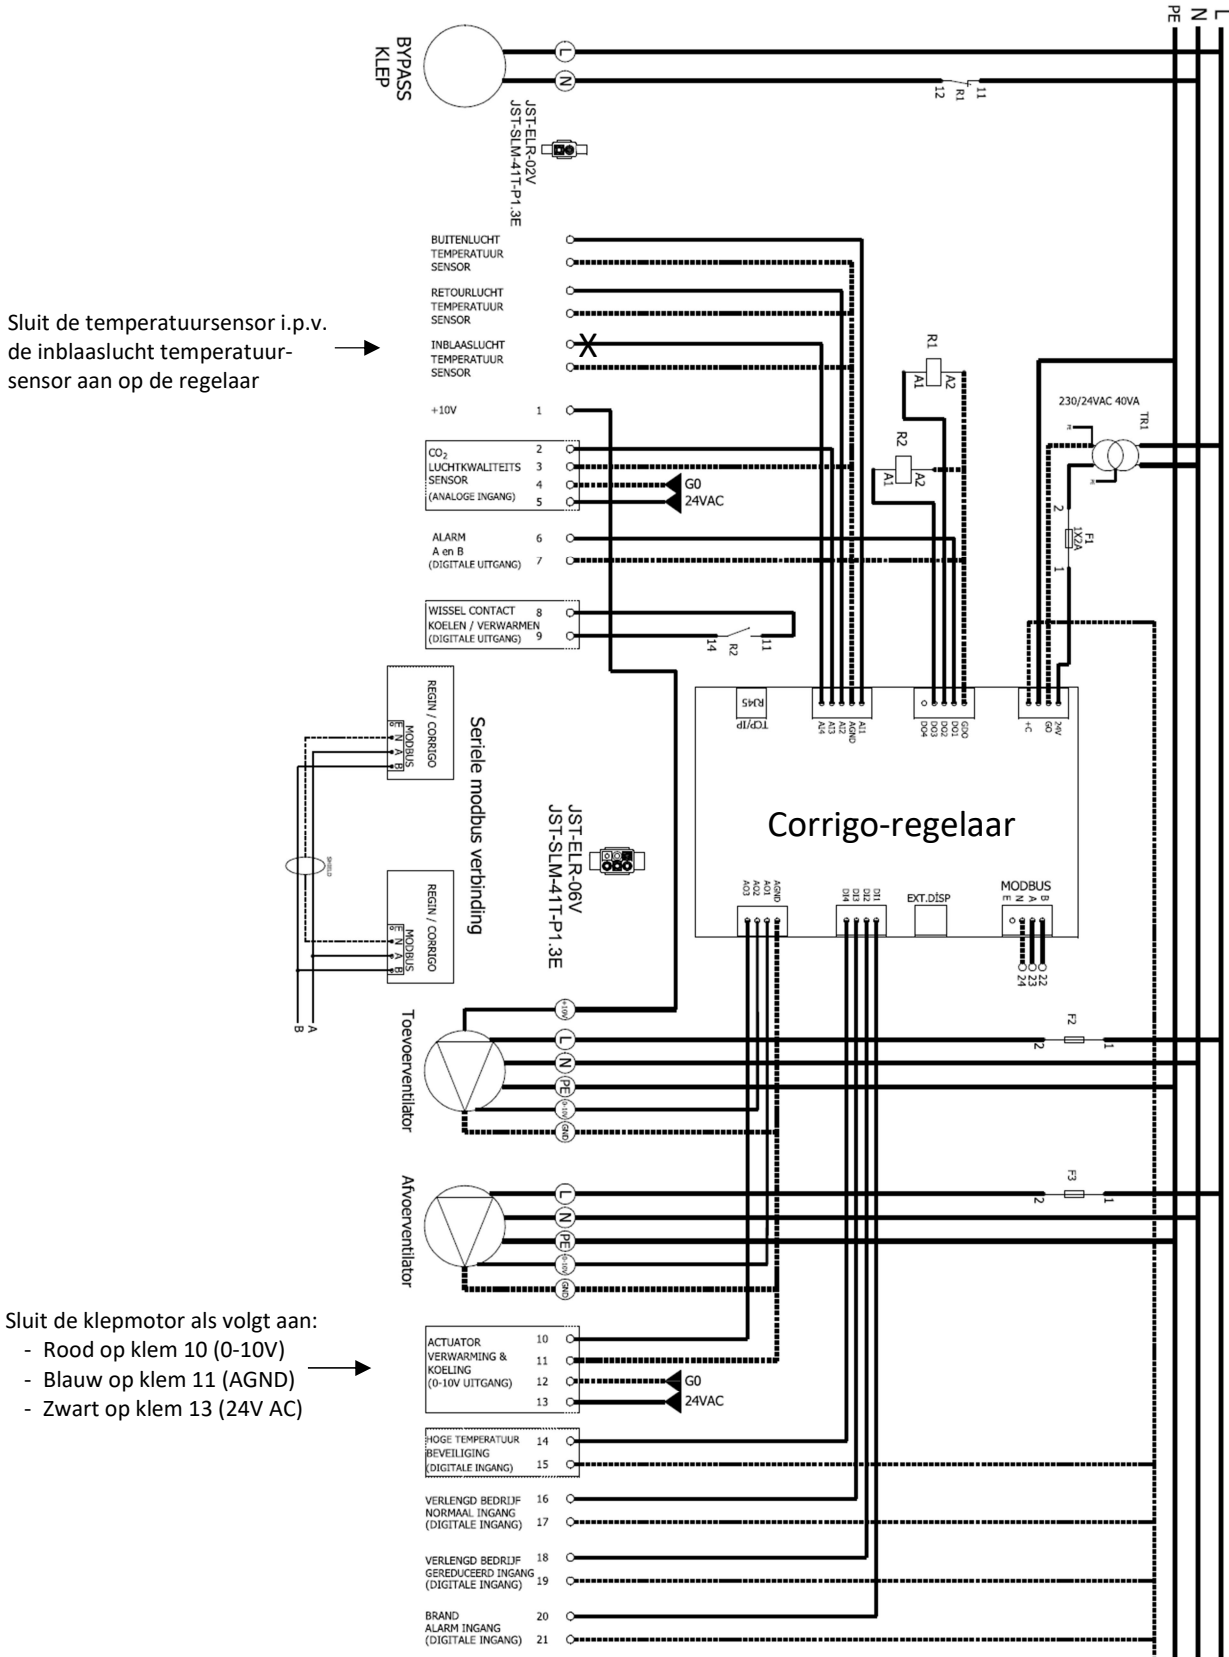 PE
N
L
BYPASS
KLEP
L
N
12
R1
11
JST-ELR-02V
JST-SLM-41T-P1.3E
BUITENLUCHT
TEMPERATUUR
SENSOR
RETOURLUCHT
TEMPERATUUR
SENSOR
Sluit de temperatuursensor i.p.v.
de inblaaslucht temperatuur-
sensor aan op de regelaar
INBLAASLUCHT
TEMPERATUUR
SENSOR
X
R1
A1
A2
R2
A1
A2
230/24VAC 40VA
TR1
PE
PE
2
F1
1X2A
1
+10V 1
CO2 2
LUCHTKWALITEITS 3
SENSOR 4
(ANALOGE INGANG) 5
G0
24VAC
ALARM 6
A en B
(DIGITALE UITGANG) 7
WISSEL CONTACT 8
KOELEN / VERWARMEN
(DIGITALE UITGANG) 9
14
R2
11
REGIN / CORRIGO
MODBUS
E
N
A
B
Seriele modbus verbinding
SHIELD
REGIN / CORRIGO
MODBUS
E
N
A
B
B
A
JST-ELR-06V
JST-SLM-41T-P1.3E
RJ45
TCP/IP
AI4
AI3
AI2
AGND
AI1
DO4
DO3
DO2
DO1
GDO
+C
GO
24V
Corrigo-regelaar
AO3
AO2
AO1
AGND
DI4
DI3
DI2
DI1
EXT.DİSP
MODBUS
E
N
A
B
24
23
22
Toevoerventilator
+10V
L
N
PE
0-10V
GND
2
F2
1
Afvoerventilator
L
N
PE
0-10V
GND
2
F3
1
Sluit de klepmotor als volgt aan:
- Rood op klem 10 (0-10V)
- Blauw op klem 11 (AGND)
- Zwart op klem 13 (24V AC)
ACTUATOR 10
VERWARMING & 11
KOELING
(0-10V UITGANG) 12
13
G0
24VAC
HOGE TEMPERATUUR 14
BEVEILIGING
(DIGITALE INGANG) 15
VERLENGD BEDRIJF 16
NORMAAL INGANG
(DIGITALE INGANG) 17
VERLENGD BEDRIJF 18
GEREDUCEERD INGANG
(DIGITALE INGANG) 19
BRAND 20
ALARM INGANG
(DIGITALE INGANG) 21